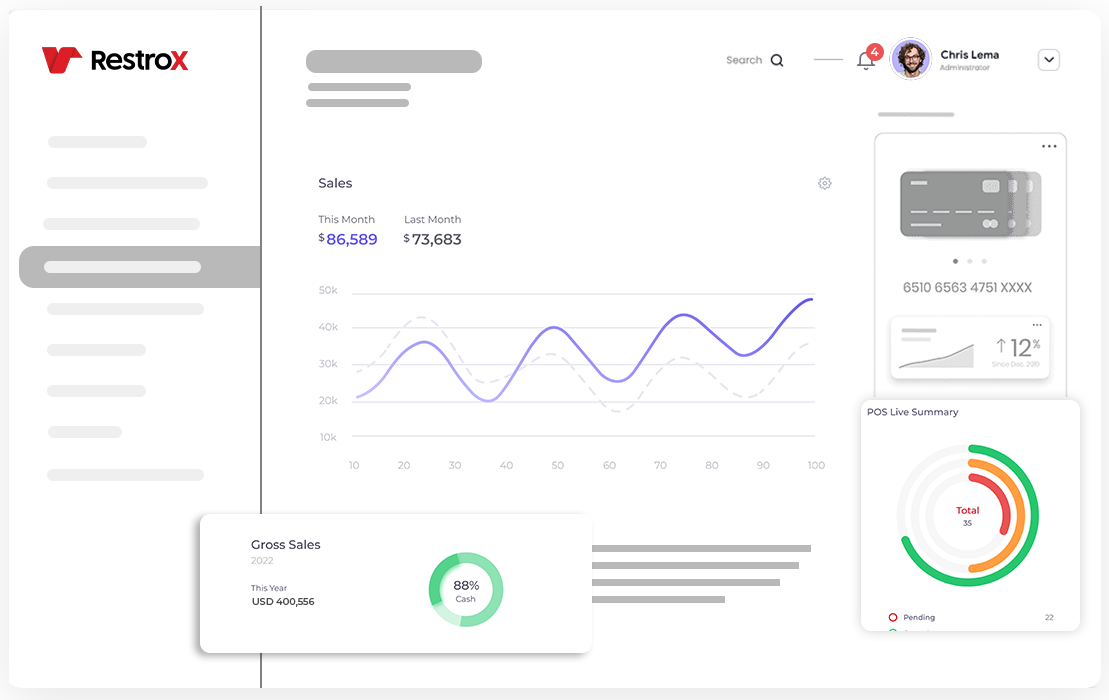 RestroX
Search
4
Chris Lema
Administrator
Sales
This Month
Last Month
$86,589
$73,683
50k
40k
30k
20k
10k
10 20 30 40 50 60 70 80 90 100
6510 6563 4751 XXXX
↑12%
Since Dec, 2019
POS Live Summary
Total
35
Pending 22
Gross Sales
2022
This Year
USD 400,556
88%
Cash